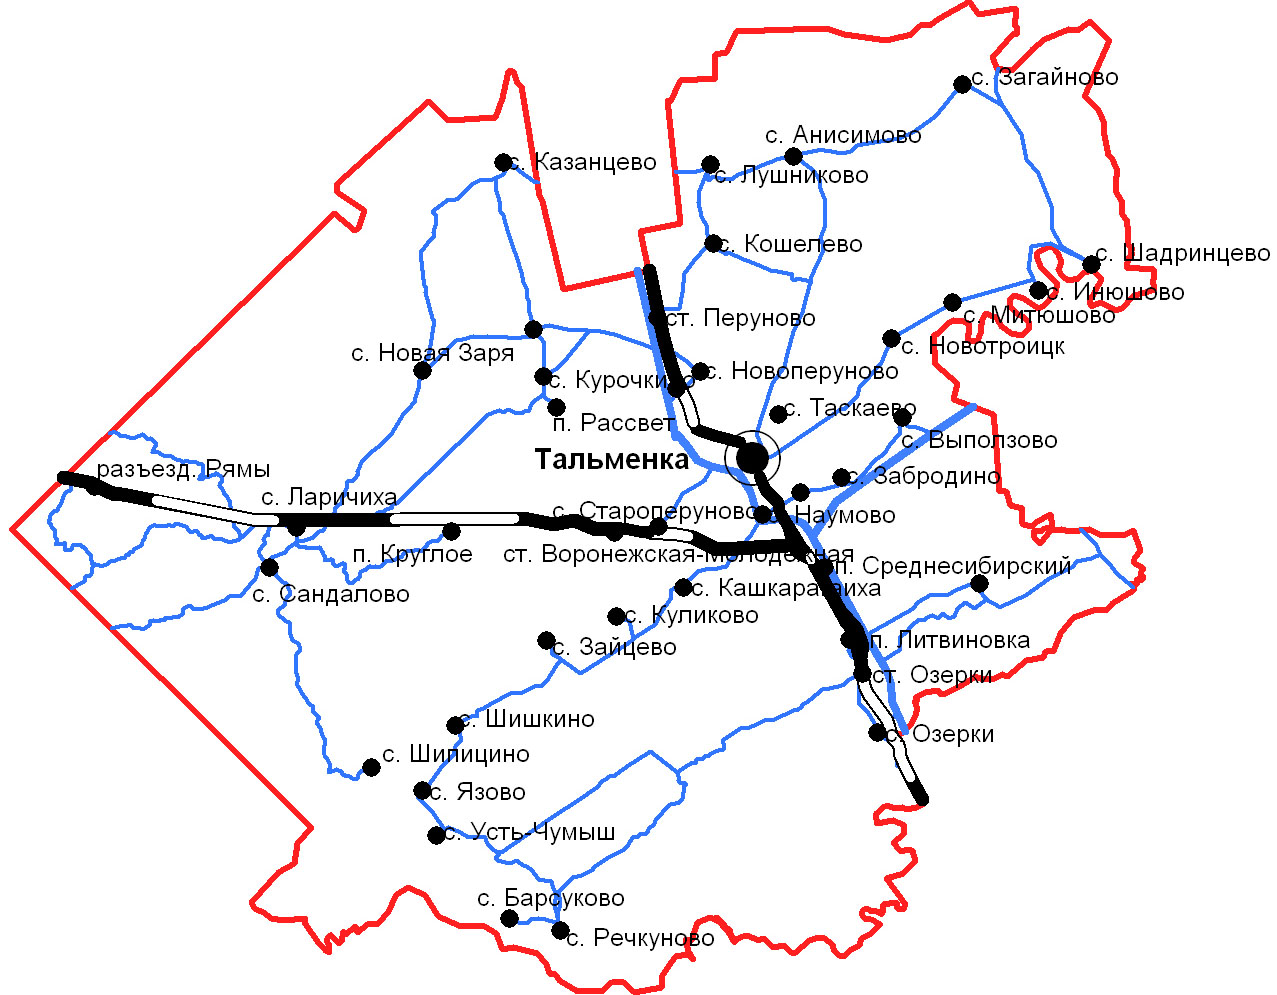 с. Загайново
с. Анисимово
с. Казанцево
с. Лушниково
с. Кошелево
с. Шадринцево
с. Инюшово
с. Митюшово
ст. Перуново
с. Новотроицк
с. Новая Заря
с. Новоперуново
с. Курочкино
с. Таскаево
п. Рассвет
с. Выползово
Тальменка
разъезд. Рямы
с. Забродино
с. Ларичиха
с. Староперуново
с. Наумово
п. Круглое
ст. Воронежская-Молодежная
п. Среднесибирский
с. Сандалово
с. Кашкарагаиха
с. Куликово
с. Зайцево
п. Литвиновка
ст. Озерки
с. Шишкино
с. Озерки
с. Шипицино
с. Язово
с. Усть-Чумыш
с. Барсуково
с. Речкуново